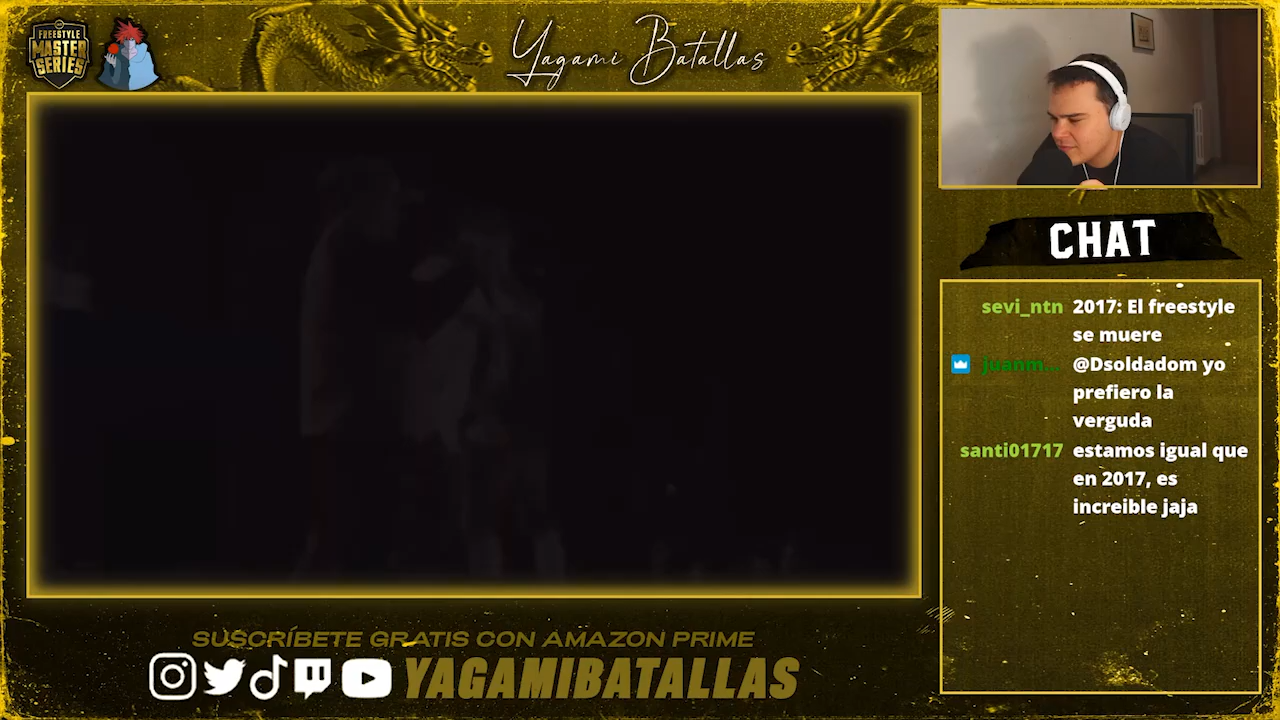 FREESTYLE
MASTER
SERIES
Yagami Batallas
CHAT
sevi_ntn 2017: El freestyle
se muere
juanm... @Dsoldadom yo
prefiero la
verguda
santi01717 estamos igual que
en 2017, es
increible jaja
SUSCRÍBETE GRATIS CON AMAZON PRIME
YAGAMIBATALLAS